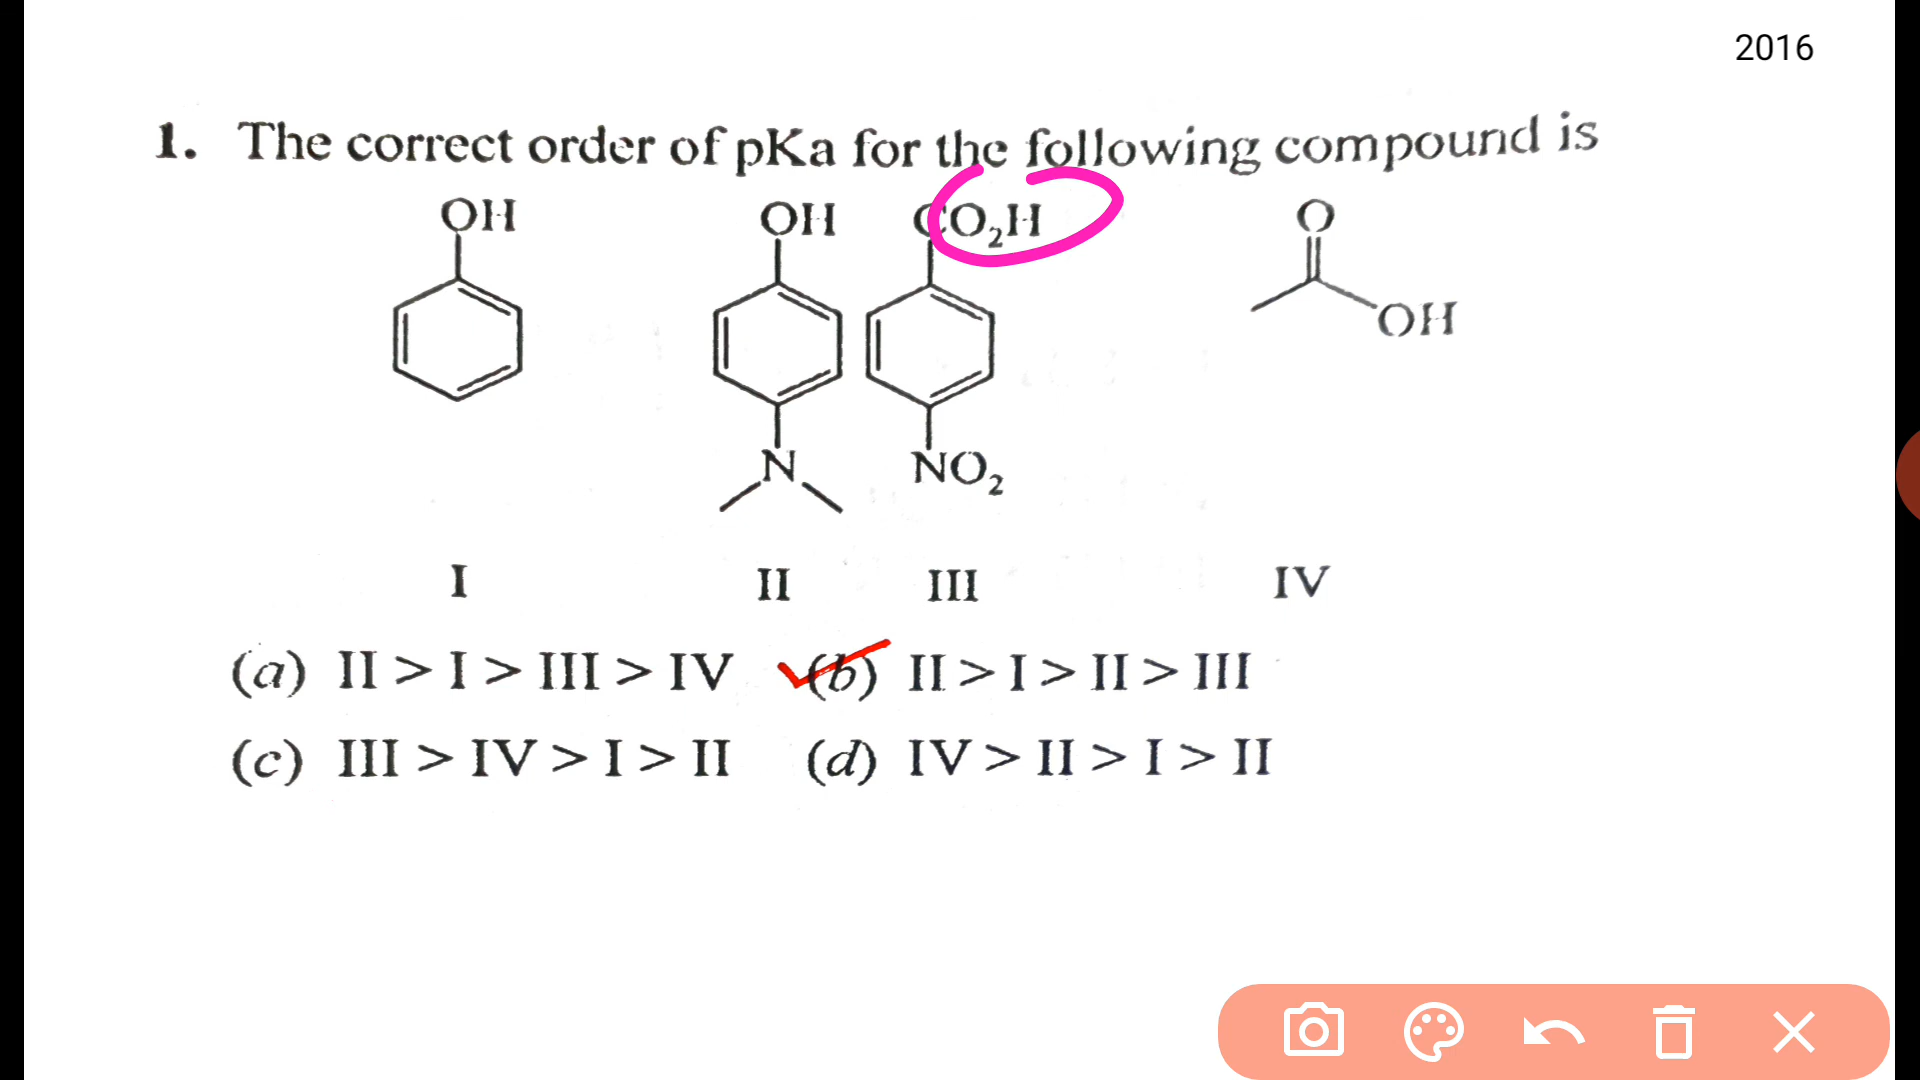 2016
1. The correct order of pKa for the following compound is
OH OH CO₂H O
OH
N NO₂
I II III IV
(a) II > I > III > IV (b) II > I > II > III
(c) III > IV > I > II (d) IV > II > I > II